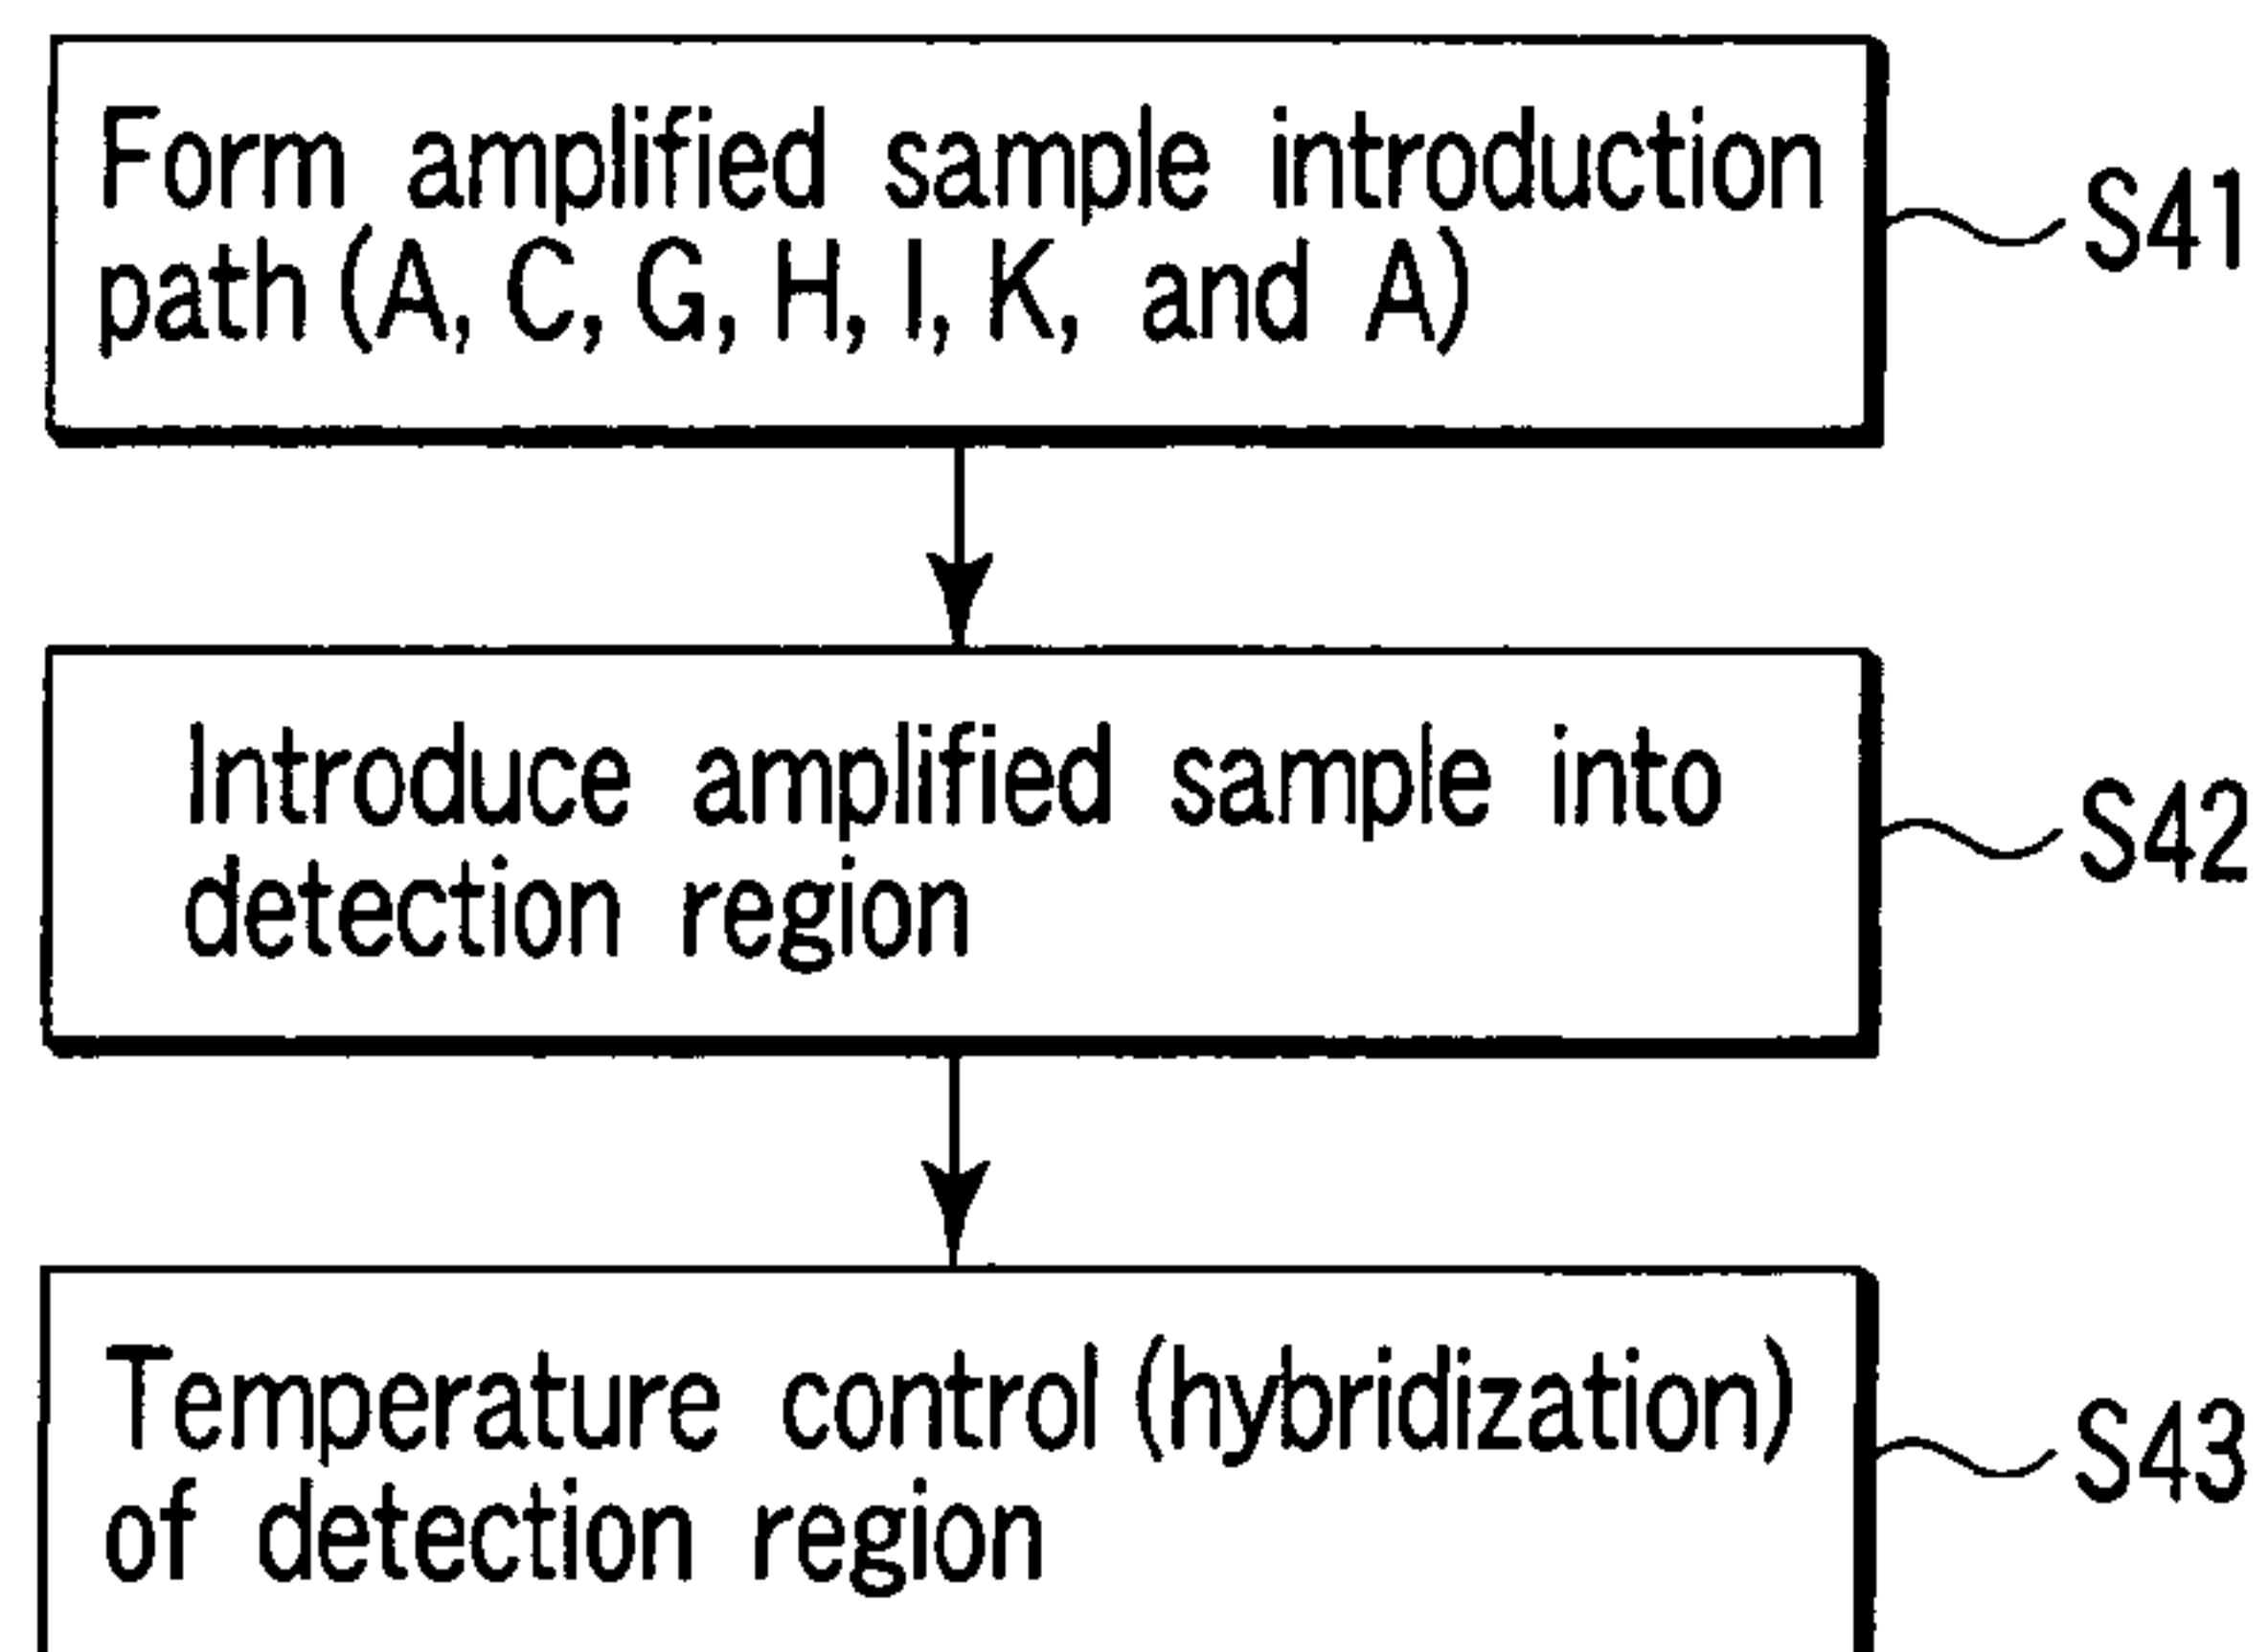 Form amplified sample introduction
path (A, C, G, H, I, K, and A)
S41
Introduce amplified sample into
detection region
S42
Temperature control (hybridization)
of detection region
S43